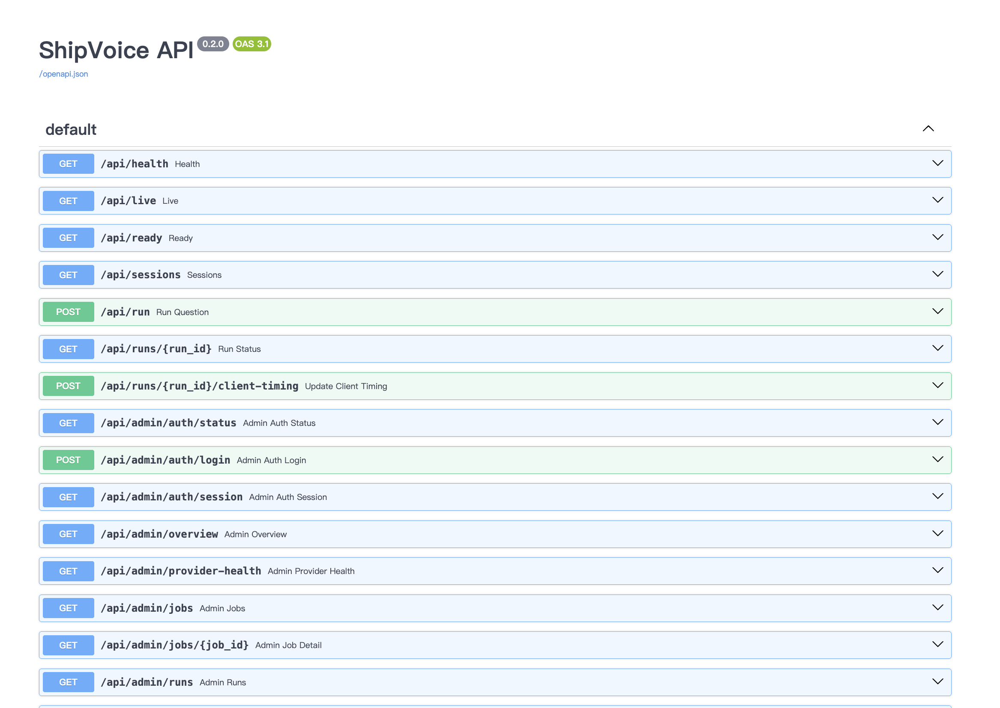 ShipVoice API 0.2.0 OAS 3.1
/openapi.json
default
GET /api/health Health
GET /api/live Live
GET /api/ready Ready
GET /api/sessions Sessions
POST /api/run Run Question
GET /api/runs/{run_id} Run Status
POST /api/runs/{run_id}/client-timing Update Client Timing
GET /api/admin/auth/status Admin Auth Status
POST /api/admin/auth/login Admin Auth Login
GET /api/admin/auth/session Admin Auth Session
GET /api/admin/overview Admin Overview
GET /api/admin/provider-health Admin Provider Health
GET /api/admin/jobs Admin Jobs
GET /api/admin/jobs/{job_id} Admin Job Detail
GET /api/admin/runs Admin Runs